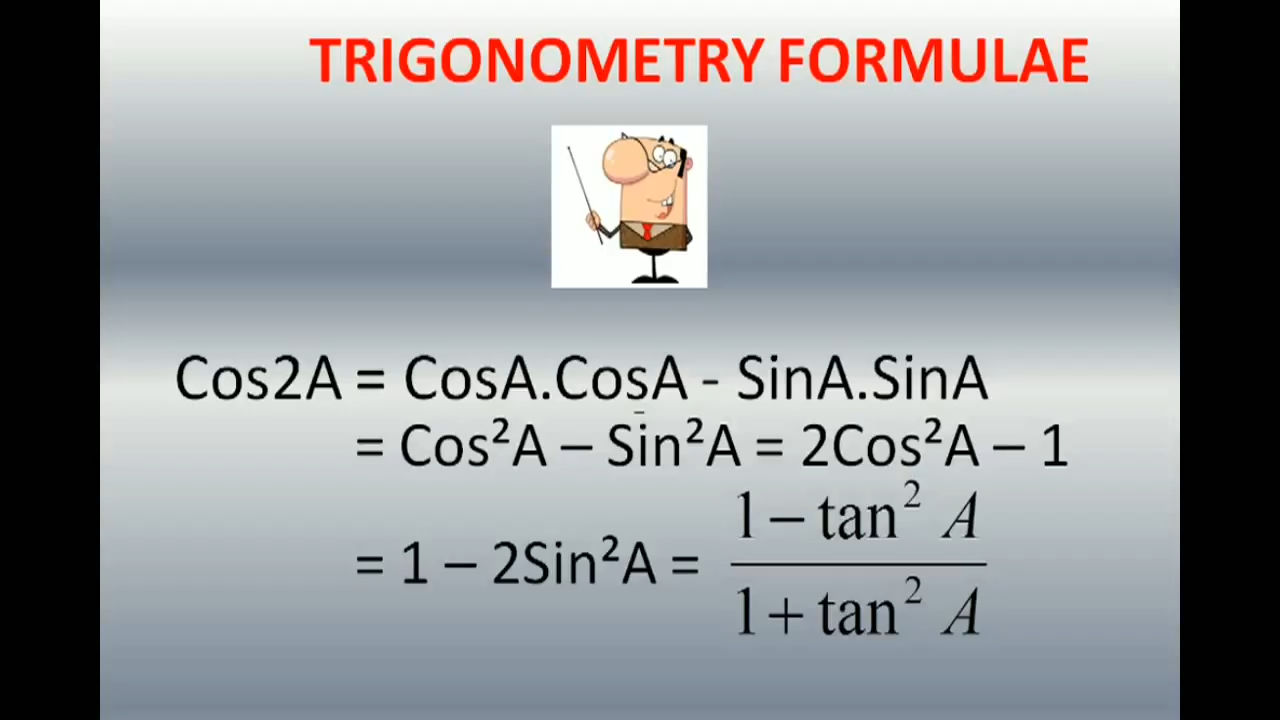 TRIGONOMETRY FORMULAE
Cos2A = CosA.CosA - SinA.SinA
= Cos²A – Sin²A = 2Cos²A – 1
= 1 – 2Sin²A = (1 − tan² A)/(1 + tan² A)